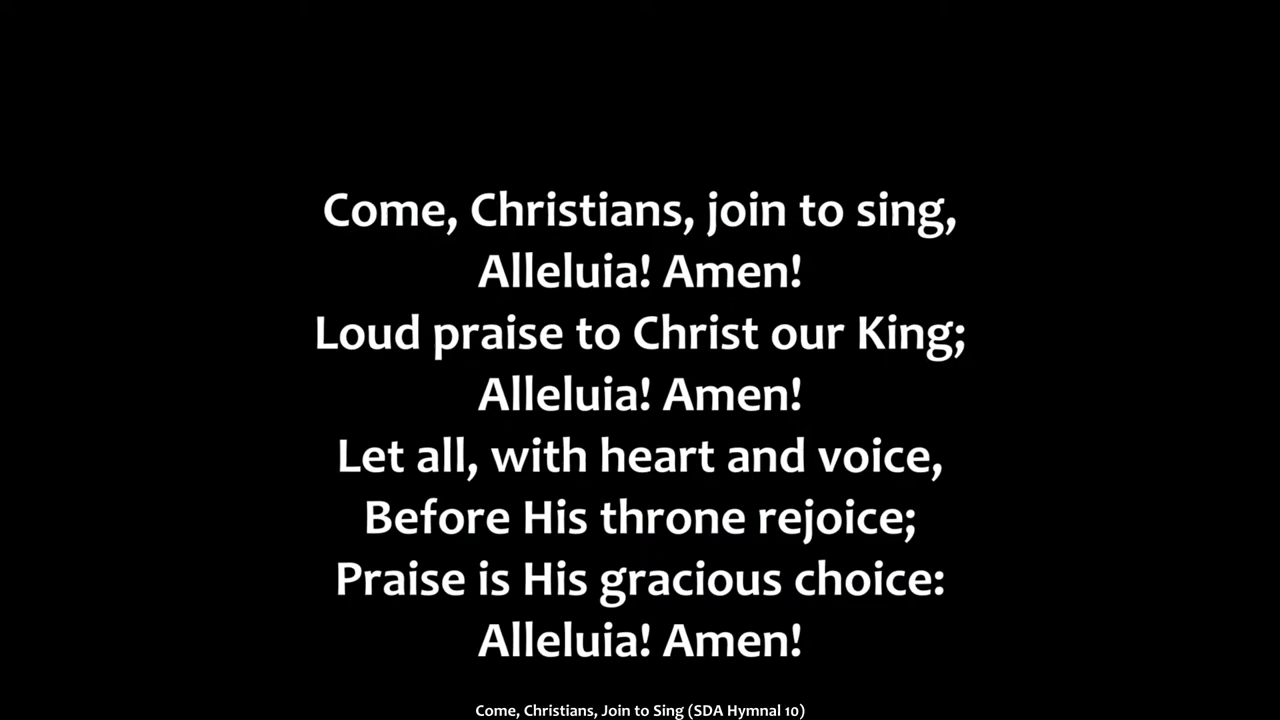 Come, Christians, join to sing,
Alleluia! Amen!
Loud praise to Christ our King;
Alleluia! Amen!
Let all, with heart and voice,
Before His throne rejoice;
Praise is His gracious choice:
Alleluia! Amen!
Come, Christians, Join to Sing (SDA Hymnal 10)